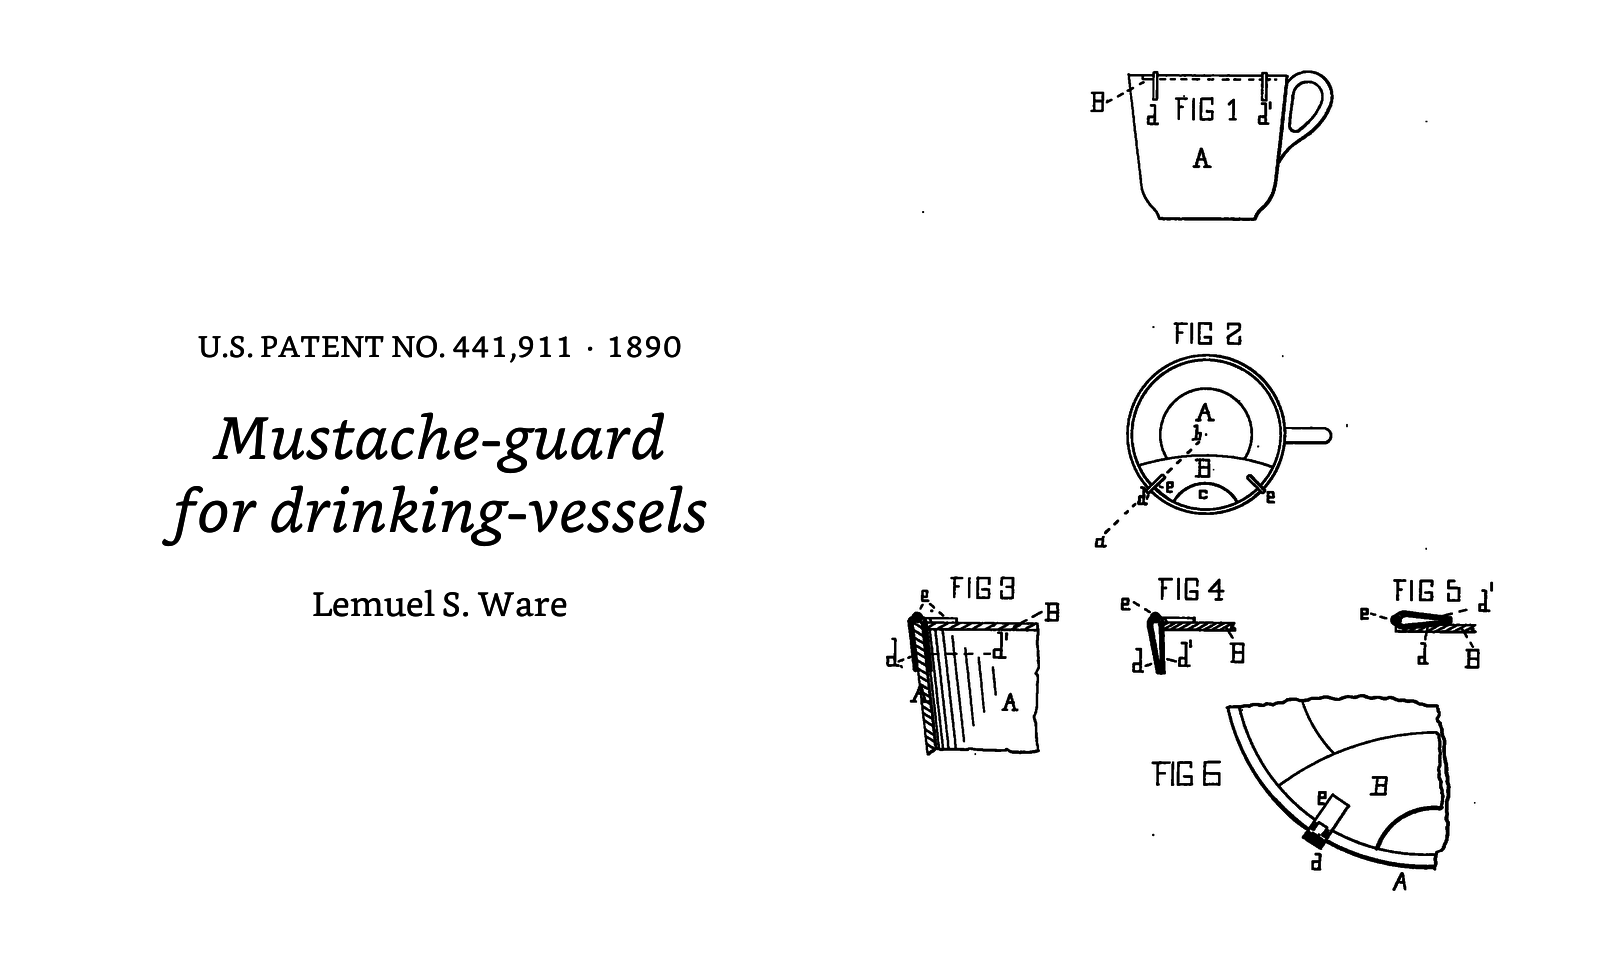 U.S. PATENT NO. 441,911 · 1890
Mustache-guard
for drinking-vessels
Lemuel S. Ware
B
d
FIG 1
d'
A
FIG 2
A
b
B
d
e
c
e
a
FIG 3
e
B
d
d'
A
A
FIG 4
e
d
d'
B
FIG 5
e
d'
d
B
FIG 6
B
e
d
A